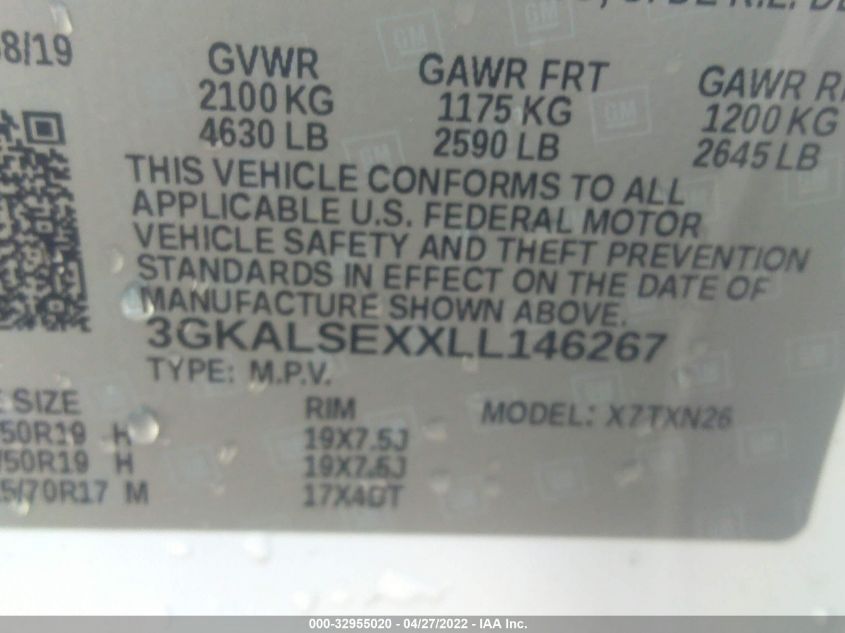 8/19
GVWR GAWR FRT GAWR R
2100 KG 1175 KG 1200 KG
4630 LB 2590 LB 2645 LB
THIS VEHICLE CONFORMS TO ALL
APPLICABLE U.S. FEDERAL MOTOR
VEHICLE SAFETY AND THEFT PREVENTION
STANDARDS IN EFFECT ON THE DATE OF
MANUFACTURE SHOWN ABOVE.
3GKALSEXXLL146267
TYPE: M.P.V.
SIZE RIM MODEL: X7TXN26
50R19 H 19X7.5J
/50R19 H 19X7.5J
5/70R17 M 17X4DT
GM
000-32955020 - 04/27/2022 - IAA Inc.